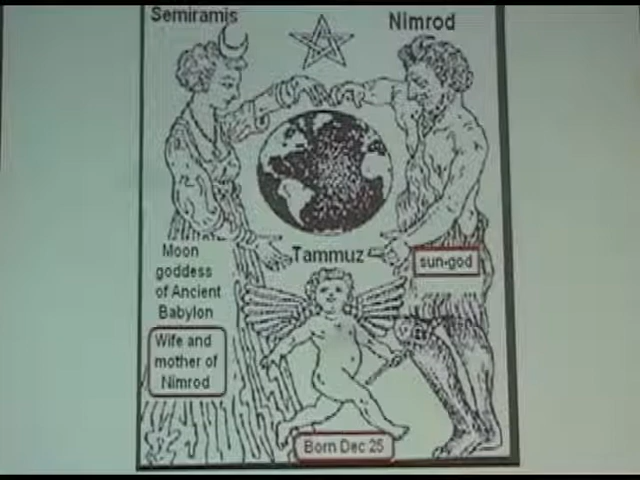 Semiramis
Nimrod
Tammuz
sun-god
Moon
goddess
of Ancient
Babylon
Wife and
mother of
Nimrod
Born Dec 25